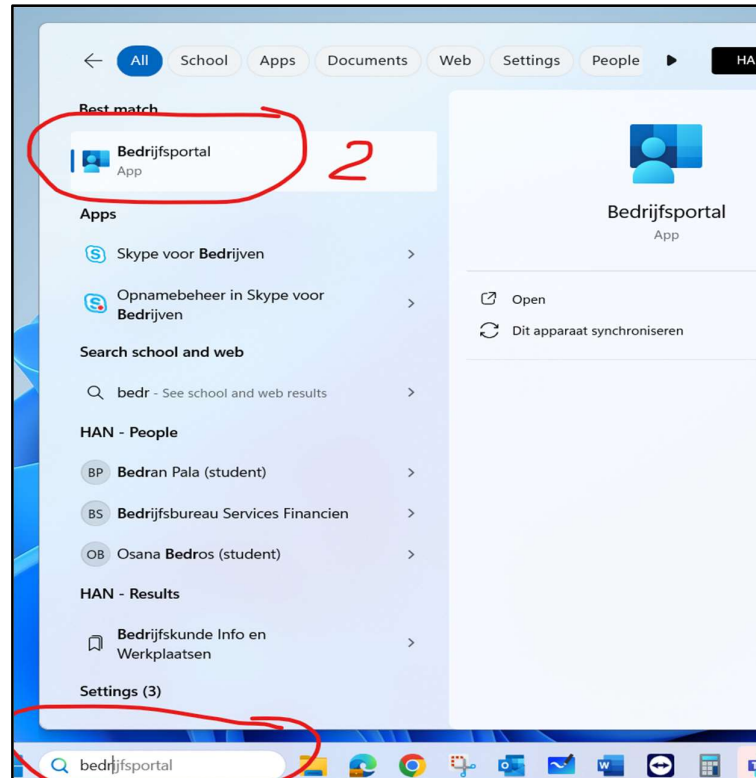 All School Apps Documents Web Settings People HA
Best match
Bedrijfsportal
App
2
Apps
Skype voor Bedrijven
Opnamebeheer in Skype voor
Bedrijven
Search school and web
bedr - See school and web results
HAN - People
BP Bedran Pala (student)
BS Bedrijfsbureau Services Financien
OB Osana Bedros (student)
HAN - Results
Bedrijfskunde Info en
Werkplaatsen
Settings (3)
Bedrijfsportal
App
Open
Dit apparaat synchroniseren
bedrijfsportal